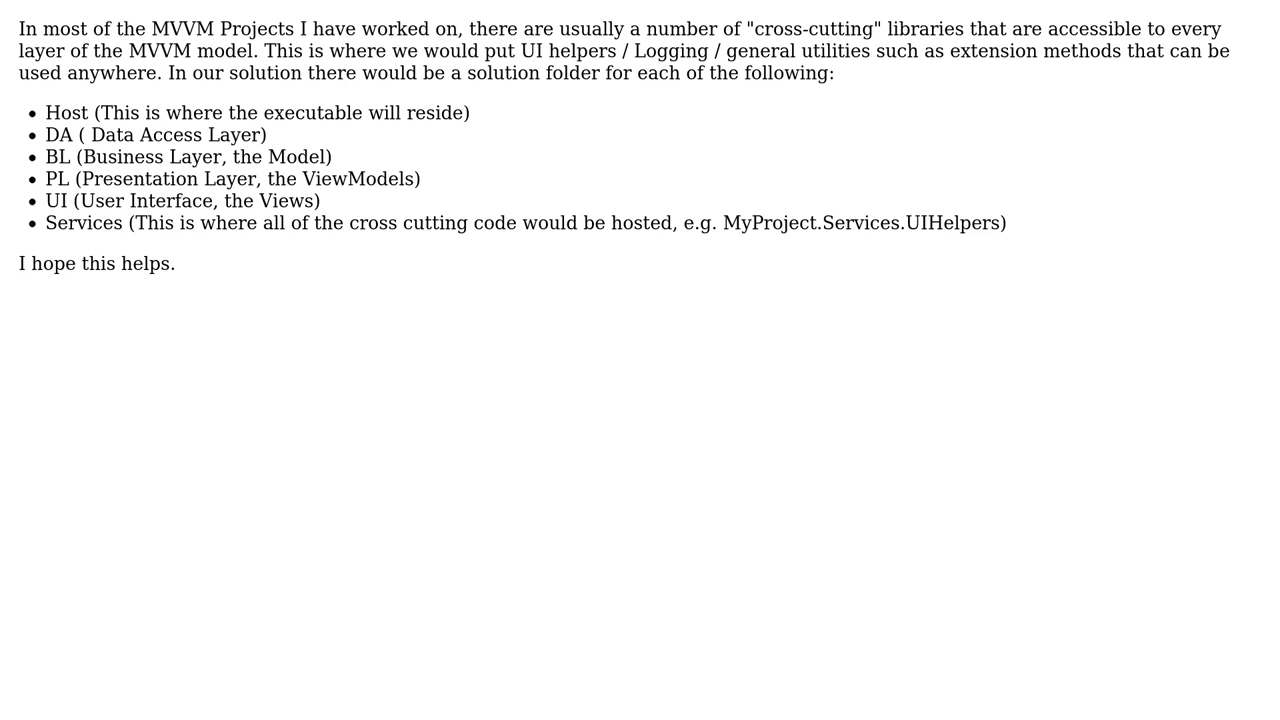 In most of the MVVM Projects I have worked on, there are usually a number of "cross-cutting" libraries that are accessible to every
layer of the MVVM model. This is where we would put UI helpers / Logging / general utilities such as extension methods that can be
used anywhere. In our solution there would be a solution folder for each of the following:
• Host (This is where the executable will reside)
• DA ( Data Access Layer)
• BL (Business Layer, the Model)
• PL (Presentation Layer, the ViewModels)
• UI (User Interface, the Views)
• Services (This is where all of the cross cutting code would be hosted, e.g. MyProject.Services.UIHelpers)
I hope this helps.